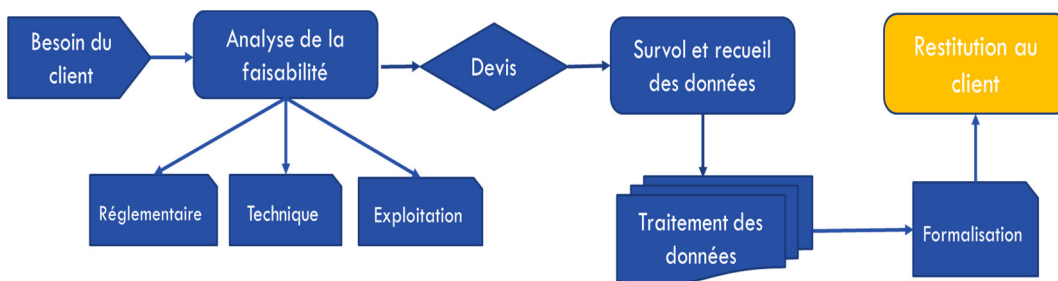 Besoin du
client
Analyse de la
faisabilité
Devis
Survol et recueil
des données
Restitution au
client
Réglementaire
Technique
Exploitation
Traitement des
données
Formalisation